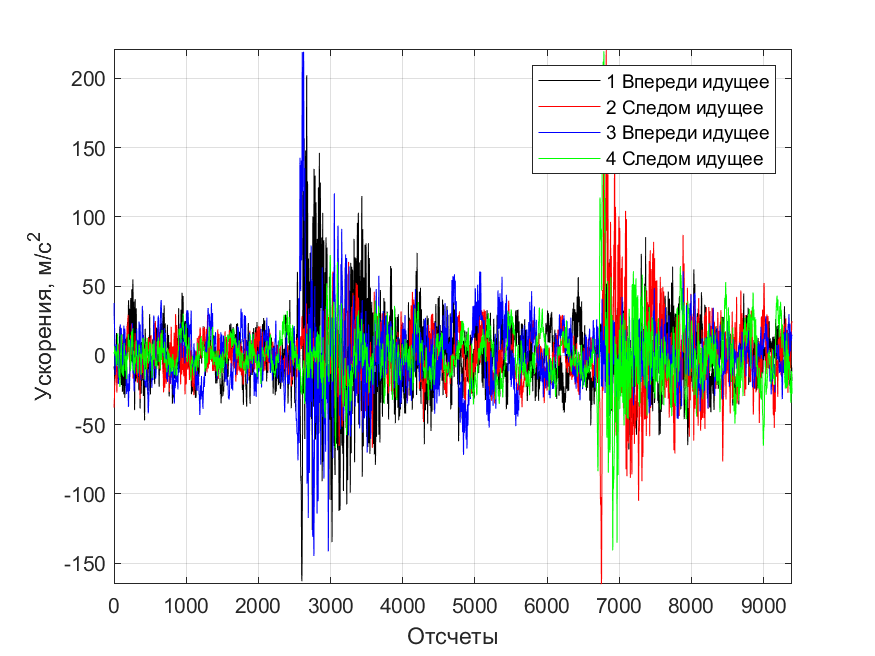 200
150
100
50
0
-50
-100
-150
Ускорения, м/с2
1 Впереди идущее
2 Следом идущее
3 Впереди идущее
4 Следом идущее
0 1000 2000 3000 4000 5000 6000 7000 8000 9000
Отсчеты